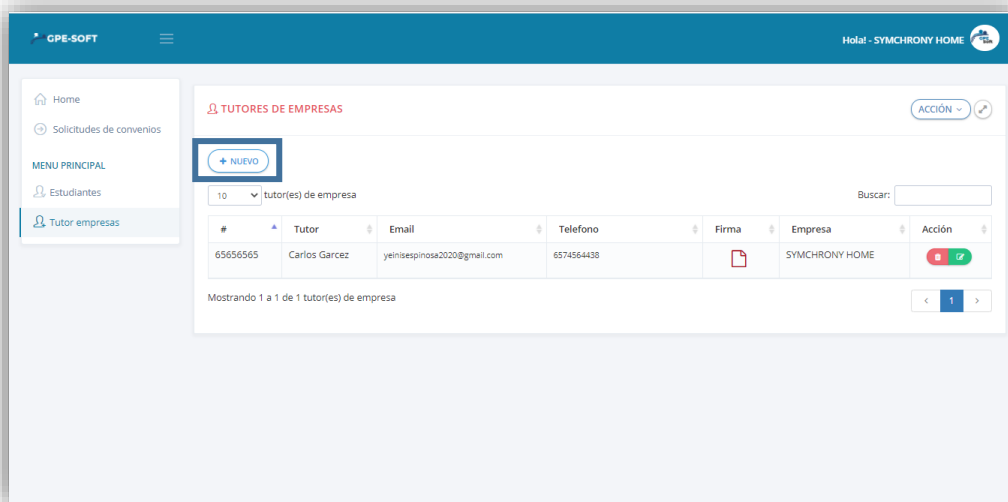 GPE-SOFT
Hola! - SYMCHRONY HOME
Home
Solicitudes de convenios
MENU PRINCIPAL
Estudiantes
Tutor empresas
TUTORES DE EMPRESAS
ACCIÓN
+ NUEVO
10 tutor(es) de empresa
Buscar:
# Tutor Email Telefono Firma Empresa Acción
65656565 Carlos Garcez yeinisespinosa2020@gmail.com 6574564438 SYMCHRONY HOME
Mostrando 1 a 1 de 1 tutor(es) de empresa
< 1 >